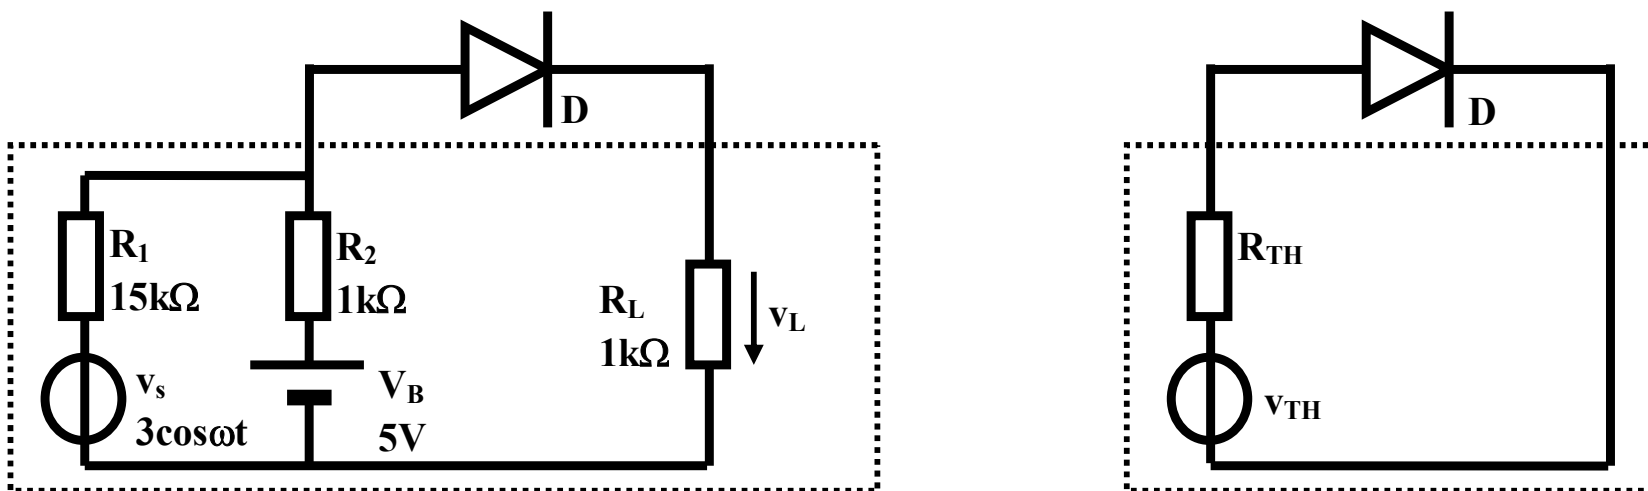 D
D
R1
15kΩ
R2
1kΩ
RL
1kΩ
vL
RTH
vs
3cosωt
VB
5V
vTH